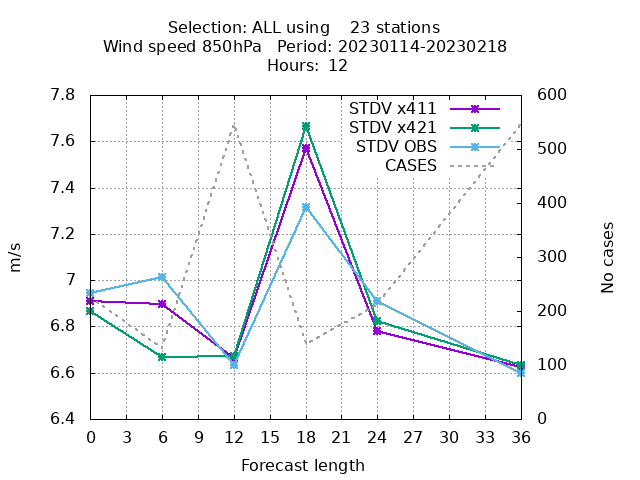 Selection: ALL using    23 stations
Wind speed 850hPa   Period: 20230114-20230218
Hours:  12
7.8
7.6
7.4
7.2
7
6.8
6.6
6.4
m/s
STDV x411
STDV x421
STDV OBS
CASES
600
500
400
300
200
100
0
No cases
0 3 6 9 12 15 18 21 24 27 30 33 36
Forecast length